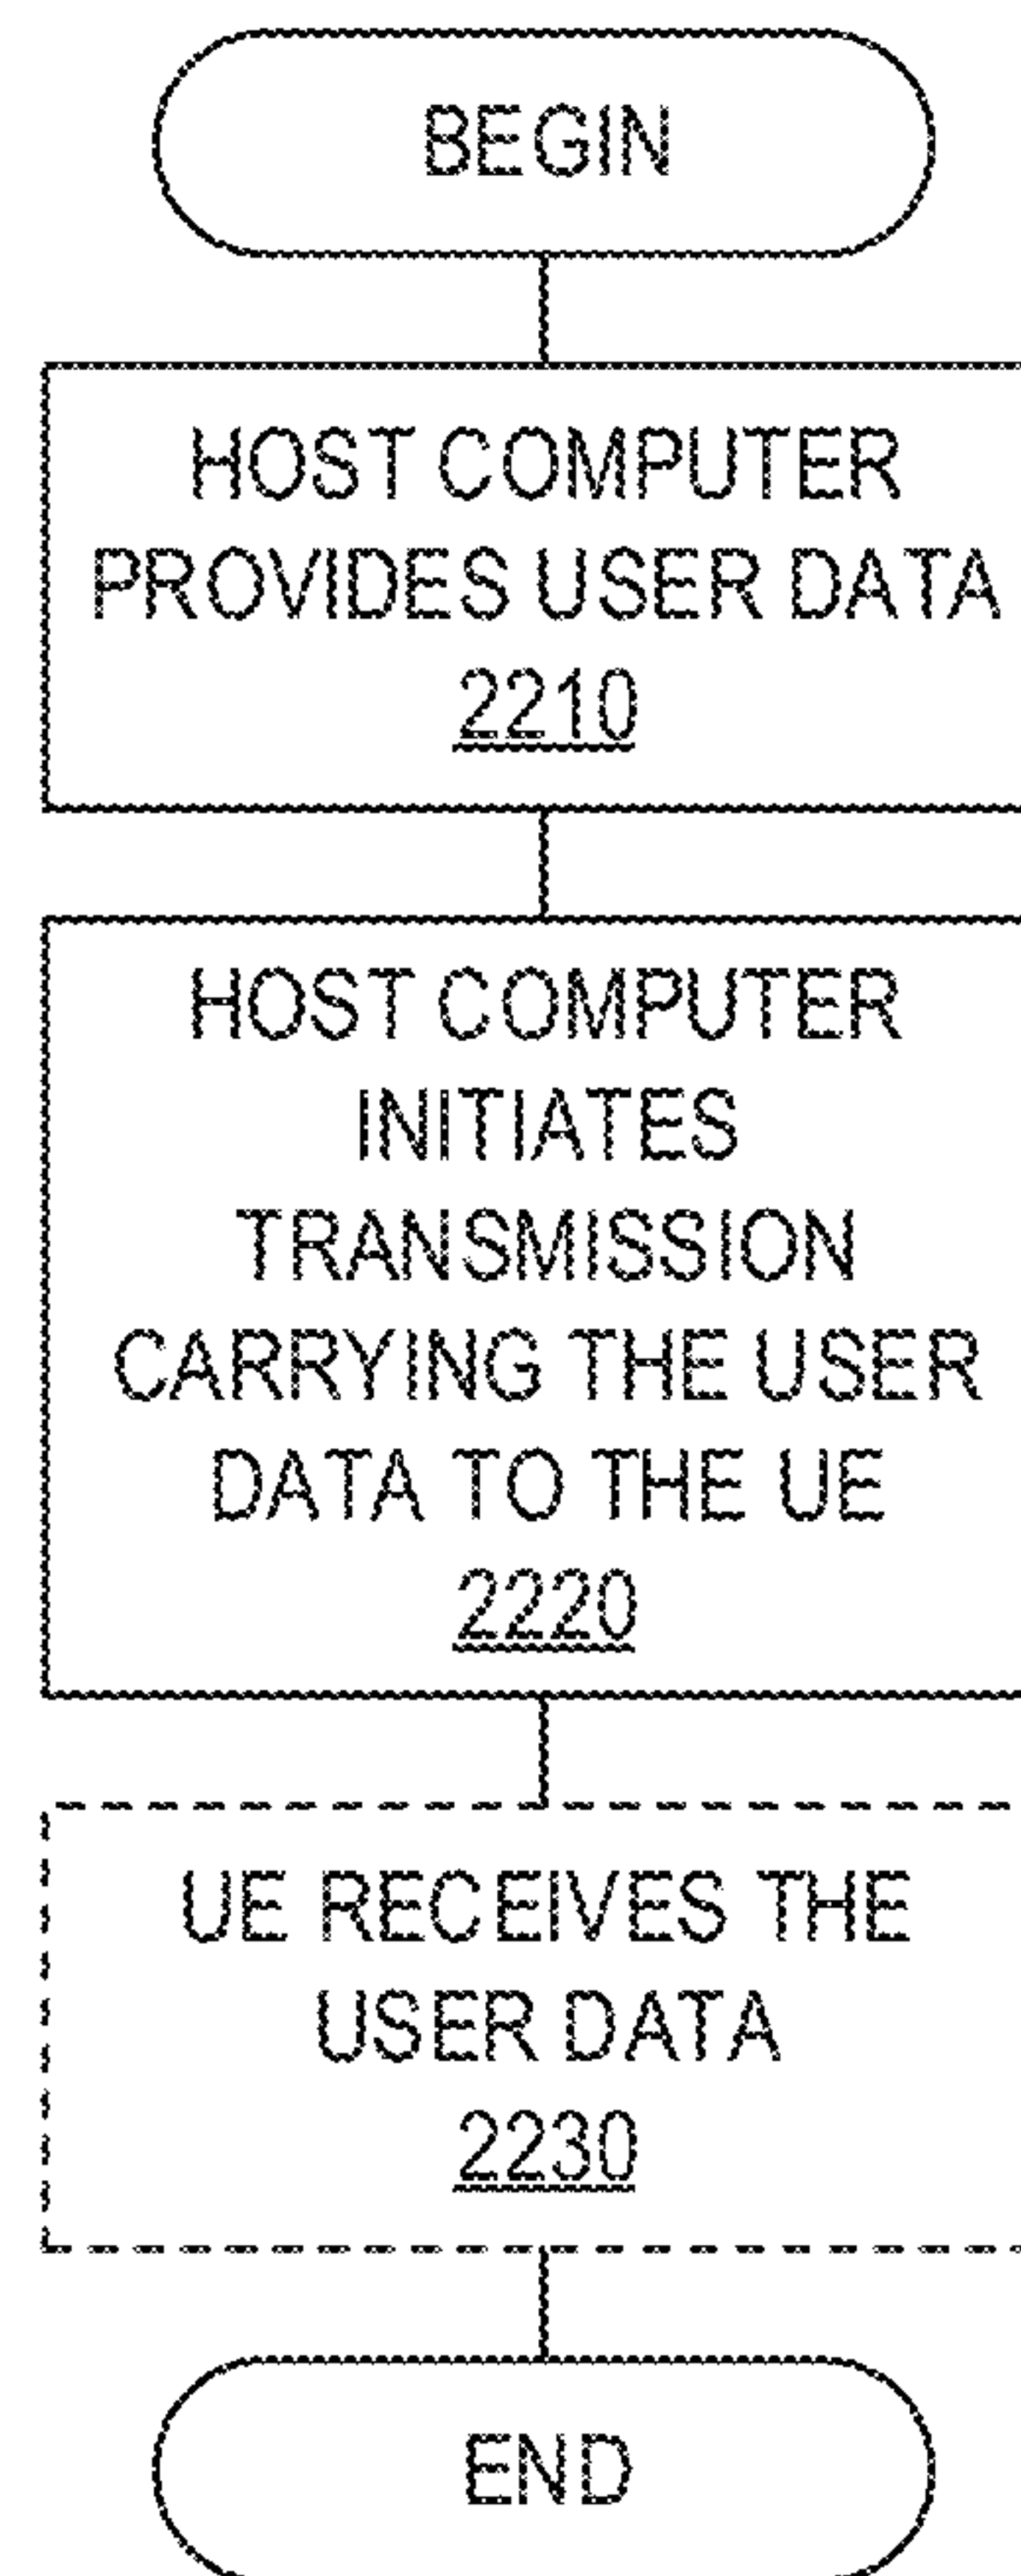 BEGIN
HOST COMPUTER
PROVIDES USER DATA
2210
HOST COMPUTER
INITIATES
TRANSMISSION
CARRYING THE USER
DATA TO THE UE
2220
UE RECEIVES THE
USER DATA
2230
END